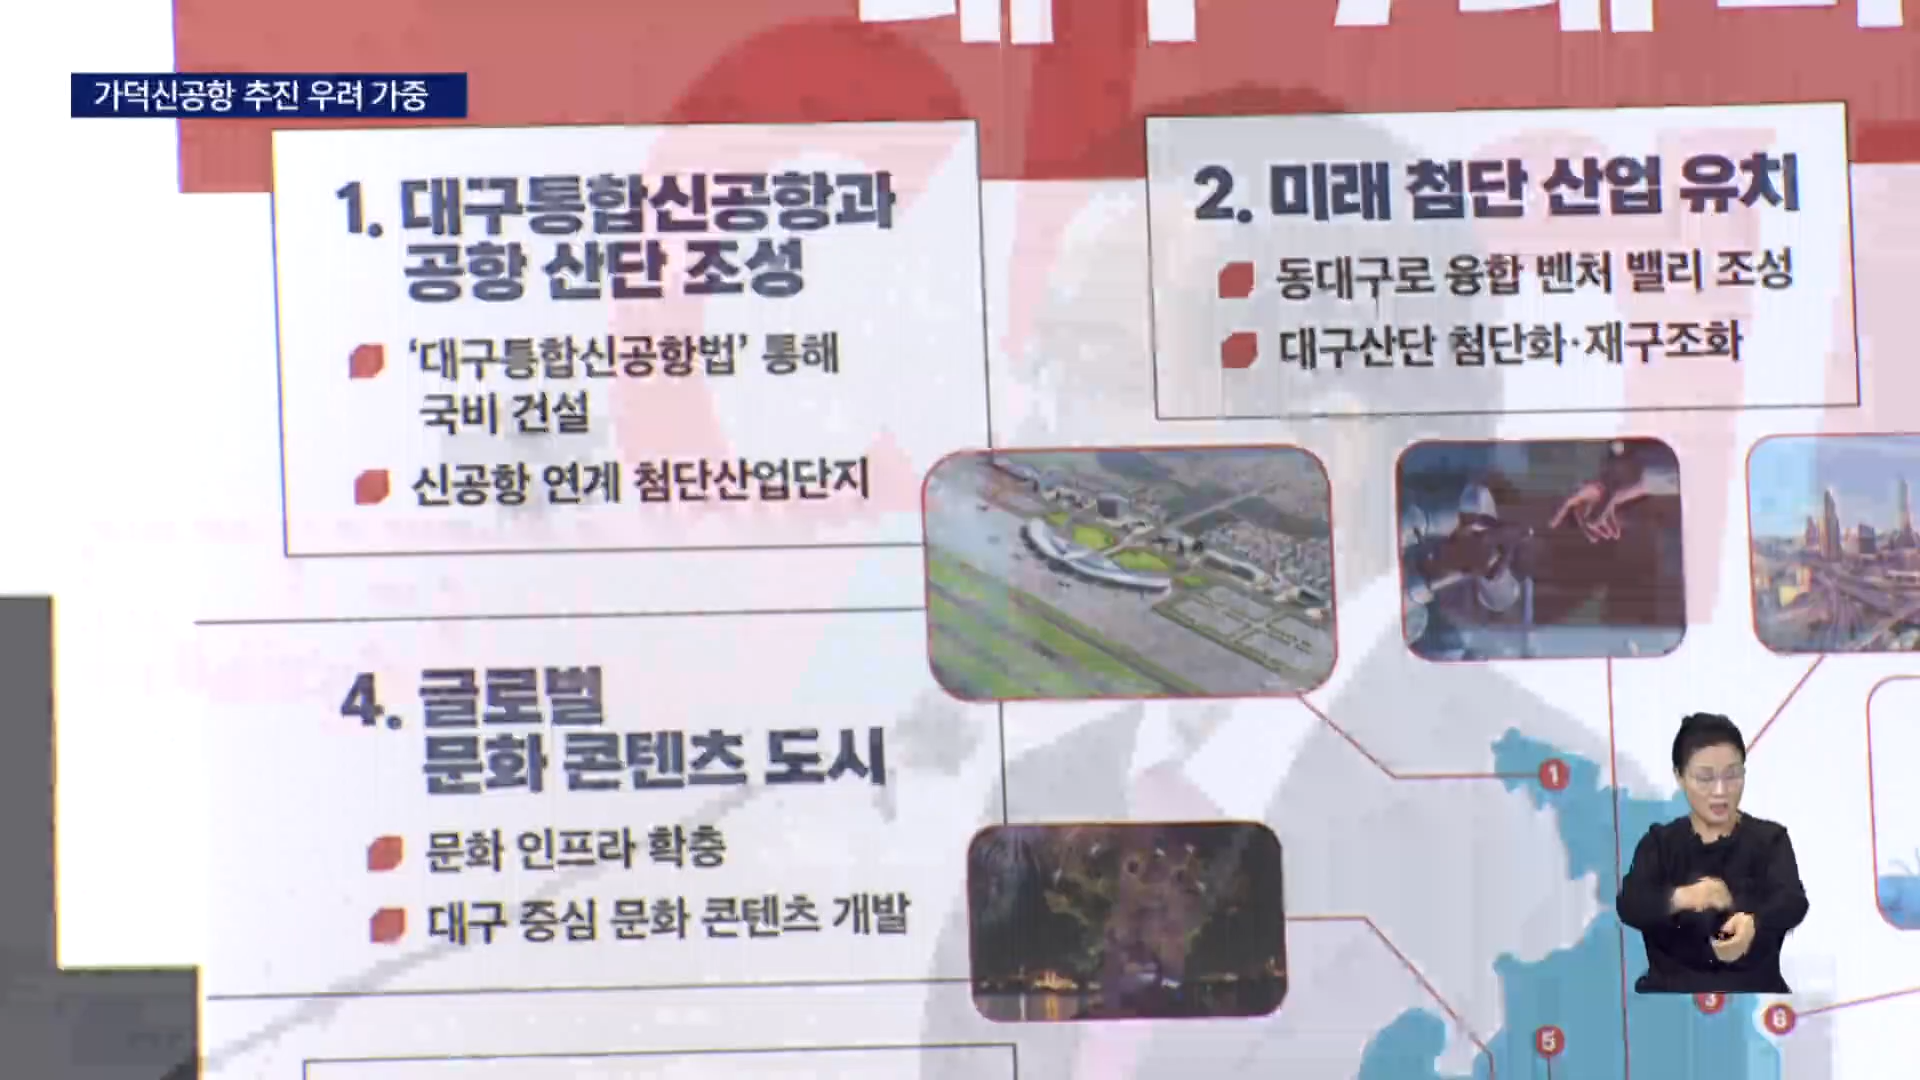 가덕신공항 추진 우려 가중
1. 대구통합신공항과
공항 산단 조성
‘대구통합신공항법’ 통해
국비 건설
신공항 연계 첨단산업단지
2. 미래 첨단 산업 유치
동대구로 융합 벤처 밸리 조성
대구산단 첨단화·재구조화
4. 글로벌
문화 콘텐츠 도시
문화 인프라 확충
대구 중심 문화 콘텐츠 개발
1
3
6
5